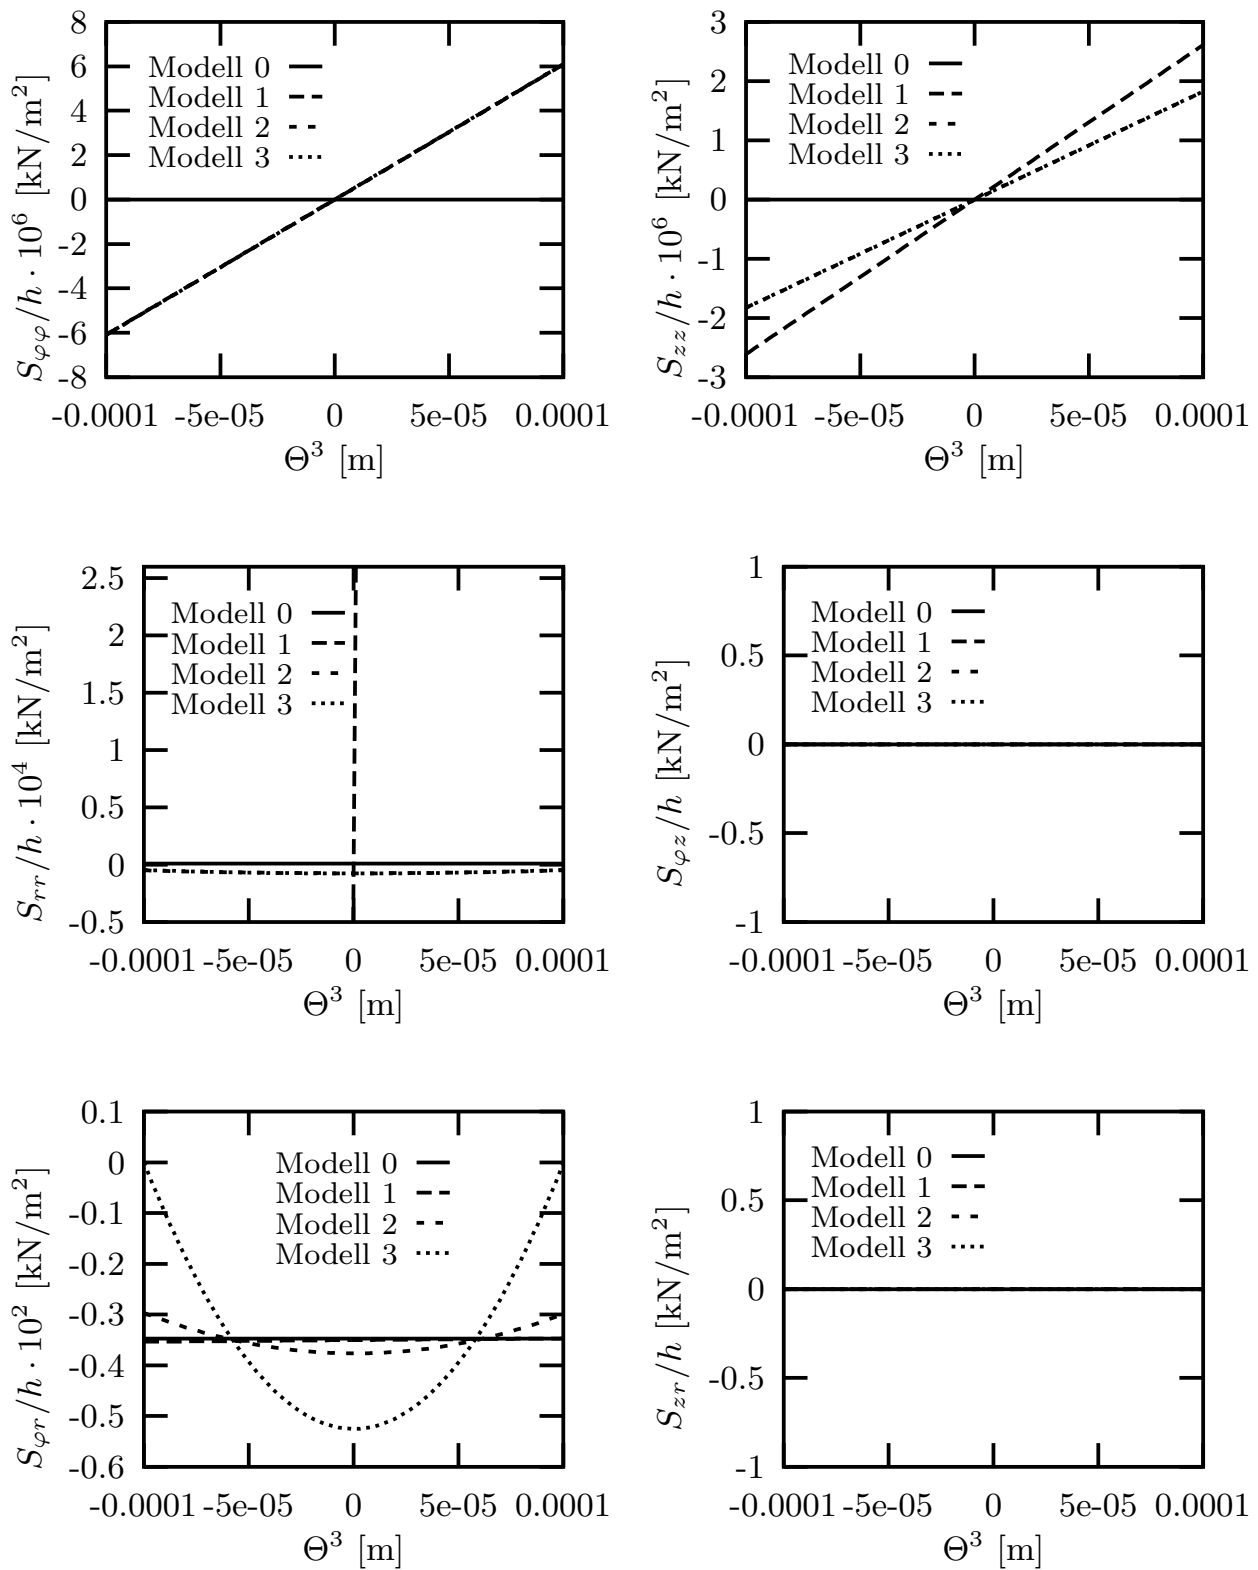 8
6
4
2
0
-2
-4
-6
-8
S_φφ/h · 10^6 [kN/m^2]
Modell 0
Modell 1
Modell 2
Modell 3
-0.0001 -5e-05 0 5e-05 0.0001
Θ^3 [m]
3
2
1
0
-1
-2
-3
S_zz/h · 10^6 [kN/m^2]
Modell 0
Modell 1
Modell 2
Modell 3
-0.0001 -5e-05 0 5e-05 0.0001
Θ^3 [m]
2.5
2
1.5
1
0.5
0
-0.5
S_rr/h · 10^4 [kN/m^2]
Modell 0
Modell 1
Modell 2
Modell 3
-0.0001 -5e-05 0 5e-05 0.0001
Θ^3 [m]
1
0.5
0
-0.5
-1
S_φz/h [kN/m^2]
Modell 0
Modell 1
Modell 2
Modell 3
-0.0001 -5e-05 0 5e-05 0.0001
Θ^3 [m]
0.1
0
-0.1
-0.2
-0.3
-0.4
-0.5
-0.6
S_φr/h · 10^2 [kN/m^2]
Modell 0
Modell 1
Modell 2
Modell 3
-0.0001 -5e-05 0 5e-05 0.0001
Θ^3 [m]
1
0.5
0
-0.5
-1
S_zr/h [kN/m^2]
Modell 0
Modell 1
Modell 2
Modell 3
-0.0001 -5e-05 0 5e-05 0.0001
Θ^3 [m]